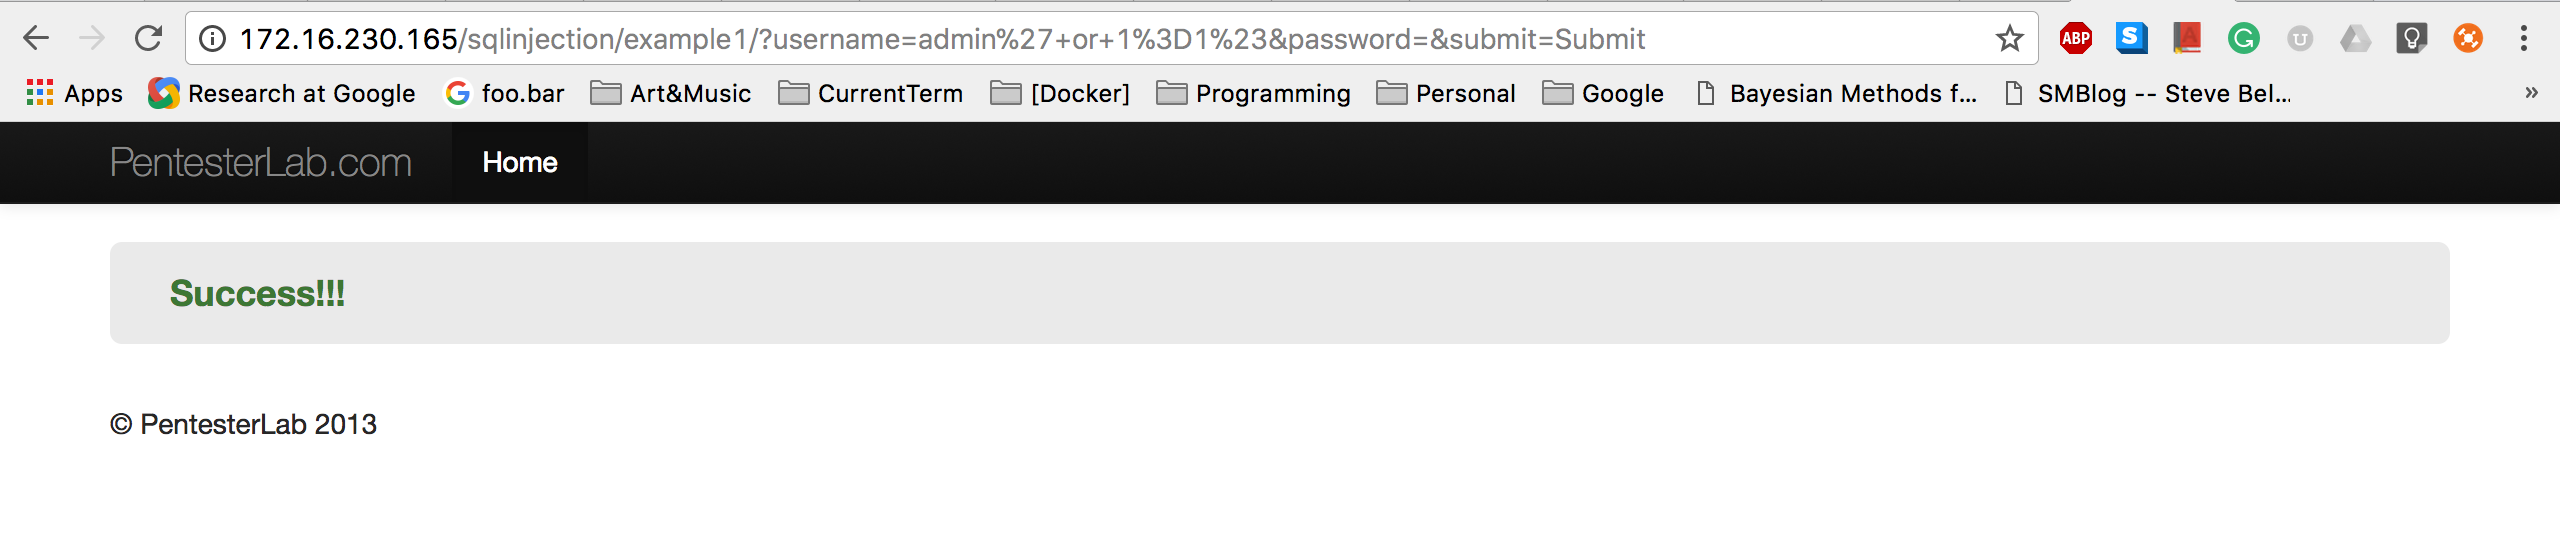 172.16.230.165/sqlinjection/example1/?username=admin%27+or+1%3D1%23&password=&submit=Submit
ABP S A G U
Apps Research at Google G foo.bar Art&Music CurrentTerm [Docker] Programming Personal Google Bayesian Methods f... SMBlog -- Steve Bel... »
PentesterLab.com Home
Success!!!
© PentesterLab 2013